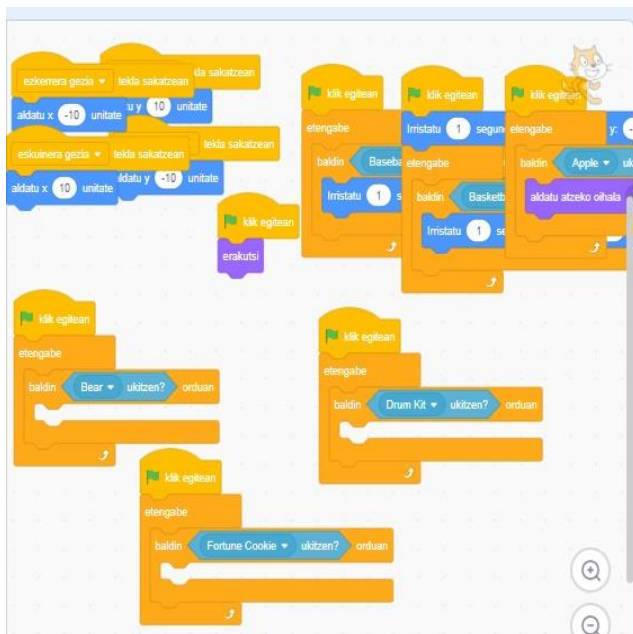 ezkerrera gezia tekla sakatzean
tekla sakatzean
aldatu x -10 unitate
y 10 unitate
eskuinera gezia tekla sakatzean
tekla sakatzean
aldatu x 10 unitate
aldatu y -10 unitate
klik egitean
erakutsi
klik egitean
etengabe
baldin
Irristatu 1
klik egitean
Irristatu 1
etengabe
baldin
Irristatu 1
klik egitean
etengabe
y:
baldin Apple
aldatu atzeko oihala
klik egitean
etengabe
baldin Bear ukitzen? orduan
klik egitean
etengabe
baldin Drum Kit ukitzen? orduan
klik egitean
etengabe
baldin Fortune Cookie ukitzen? orduan